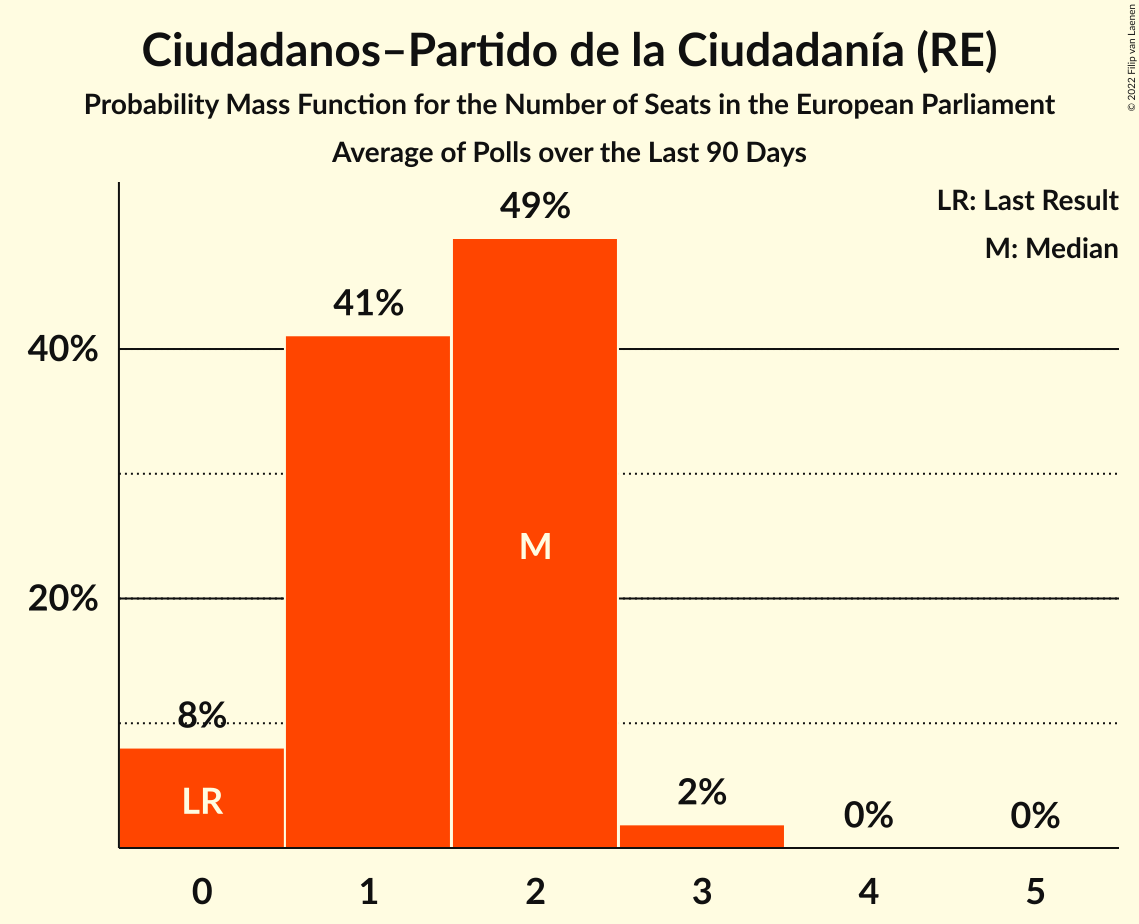 Ciudadanos–Partido de la Ciudadanía (RE)
Probability Mass Function for the Number of Seats in the European Parliament
Average of Polls over the Last 90 Days
© 2022 Filip van Laenen
LR: Last Result
M: Median
49%
41%
40%
M
20%
8%
LR
2%
0%
0%
0
1
2
3
4
5